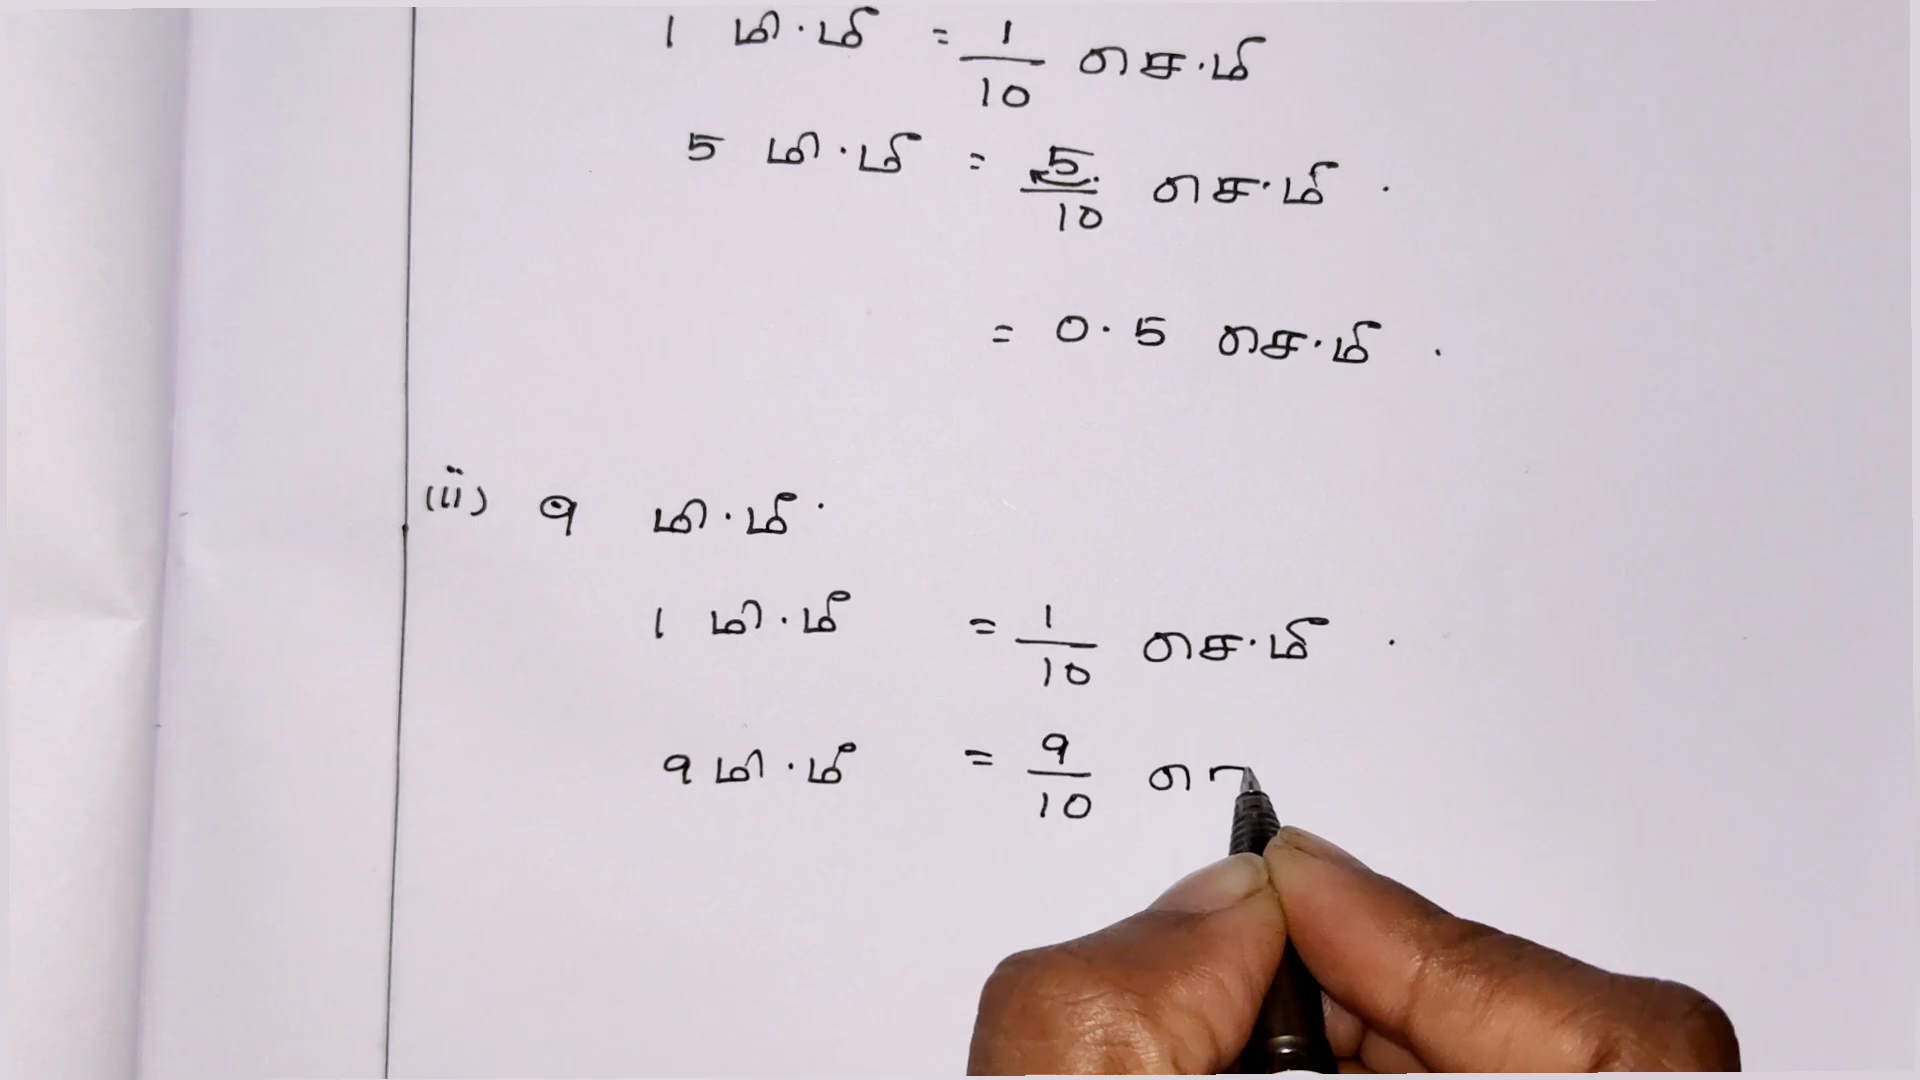 1 மி.மீ = 1/10 செ.மீ
5 மி.மீ = 5/10 செ.மீ .
= 0.5 செ.மீ .
(ii) 9 மி.மீ.
1 மி.மீ = 1/10 செ.மீ .
9 மி.மீ = 9/10